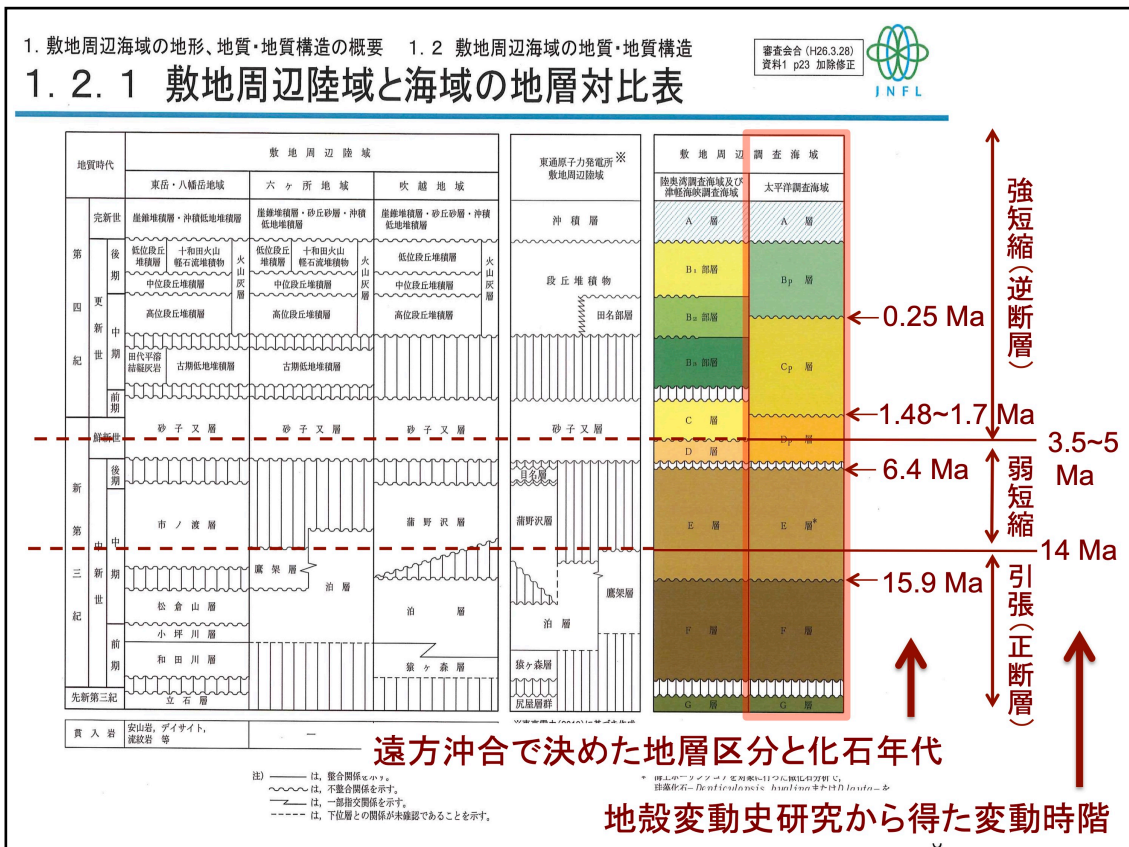 1. 敷地周辺海域の地形、地質・地質構造の概要 1. 2 敷地周辺海域の地質・地質構造
審査会合 (H26.3.28)
資料1 p23 加除修正
JNFL
1. 2. 1 敷地周辺陸域と海域の地層対比表
地質時代
敷地周辺陸域
東岳・八幡岳地域
六ヶ所地域
吹越地域
東通原子力発電所※
敷地周辺陸域
敷地周辺調査海域
陸奥湾調査海域及び
津軽海峡調査海域
太平洋調査海域
第四紀
完新世
更新世
後期
中期
前期
新第三紀
鮮新世
中新世
後期
中期
前期
先新第三紀
崖錐堆積層・沖積低地堆積層
低位段丘
堆積層
十和田火山
軽石流堆積物
火山灰層
中位段丘堆積層
高位段丘堆積層
田代平溶
結凝灰岩
古期低地堆積層
砂子又層
市ノ渡層
松倉山層
小坪川層
和田川層
立石層
崖錐堆積層・砂丘砂層・沖積
低地堆積層
低位段丘
堆積層
十和田火山
軽石流堆積物
火山灰層
中位段丘堆積層
高位段丘堆積層
古期低地堆積層
砂子又層
鷹架層
泊層
崖錐堆積層・砂丘砂層・沖積
低地堆積層
低位段丘堆積層
火山灰層
中位段丘堆積層
高位段丘堆積層
砂子又層
蒲野沢層
泊層
猿ヶ森層
沖積層
段丘堆積物
田名部層
砂子又層
目名層
蒲野沢層
鷹架層
泊層
猿ヶ森層
尻屋層群
A 層
B₁ 部層
B₂ 部層
B₃ 部層
C 層
D 層
E 層
F 層
G 層
A 層
Bp 層
Cp 層
Dp 層
E 層*
F 層
G 層
0.25 Ma
1.48~1.7 Ma
6.4 Ma
15.9 Ma
強短縮(逆断層)
3.5~5
Ma
弱短縮
14 Ma
引張(正断層)
貫入岩
安山岩, デイサイト,
流紋岩 等
—
遠方沖合で決めた地層区分と化石年代
注) は, 整合関係を示す。
は, 不整合関係を示す。
は, 一部指交関係を示す。
は, 下位層との関係が未確認であることを示す。
地殻変動史研究から得た変動時階